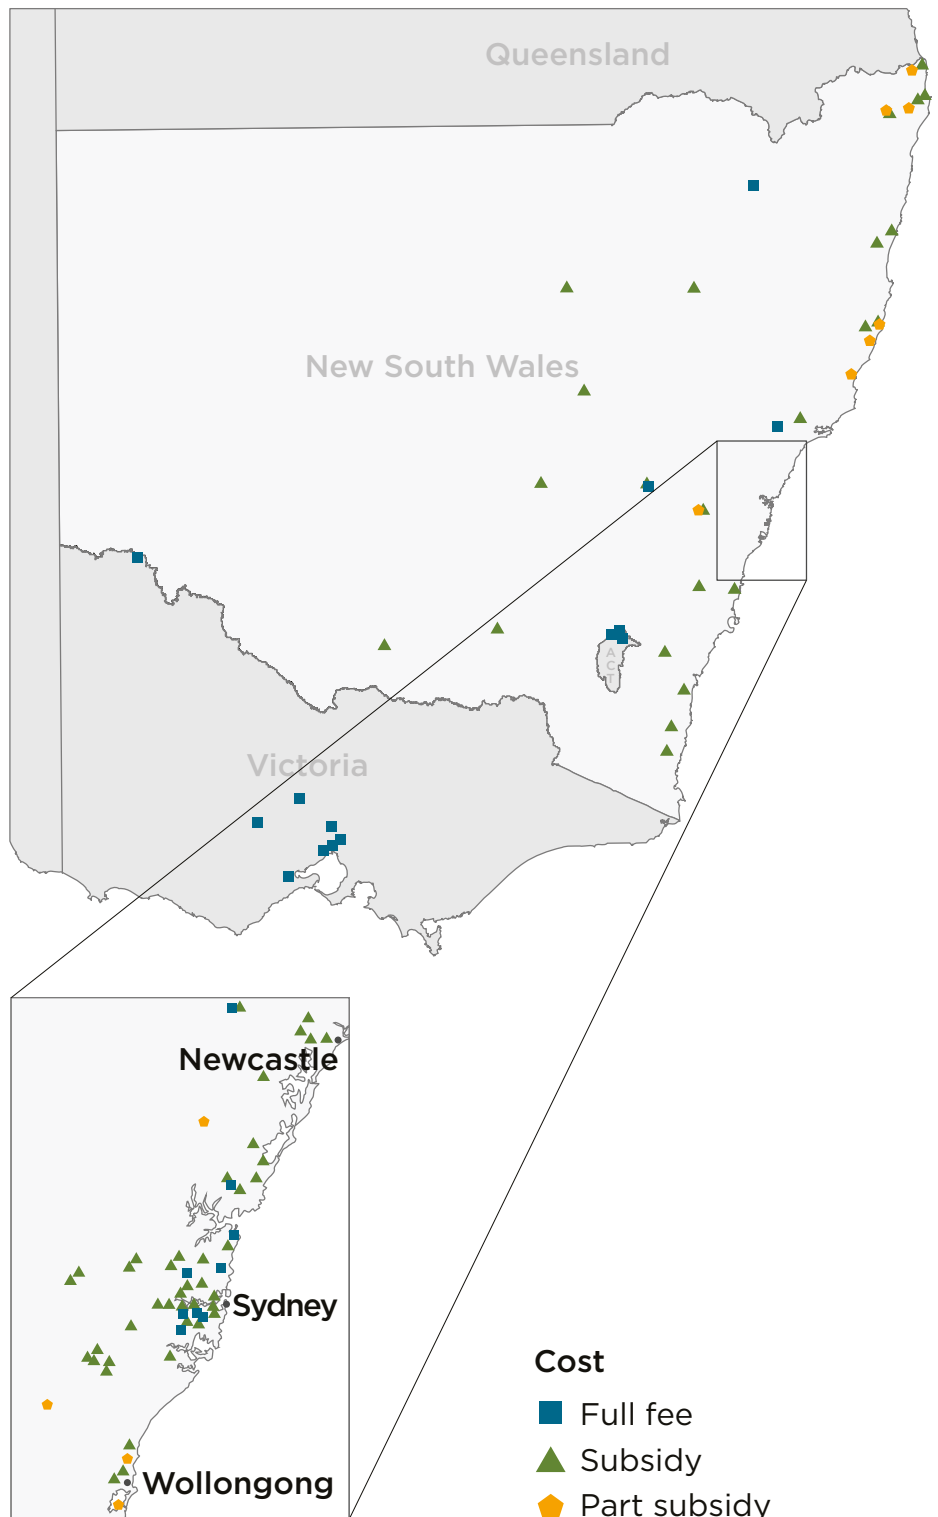 Queensland
New South Wales
A
C
T
Victoria
Newcastle
Sydney
Wollongong
Cost
Full fee
Subsidy
Part subsidy